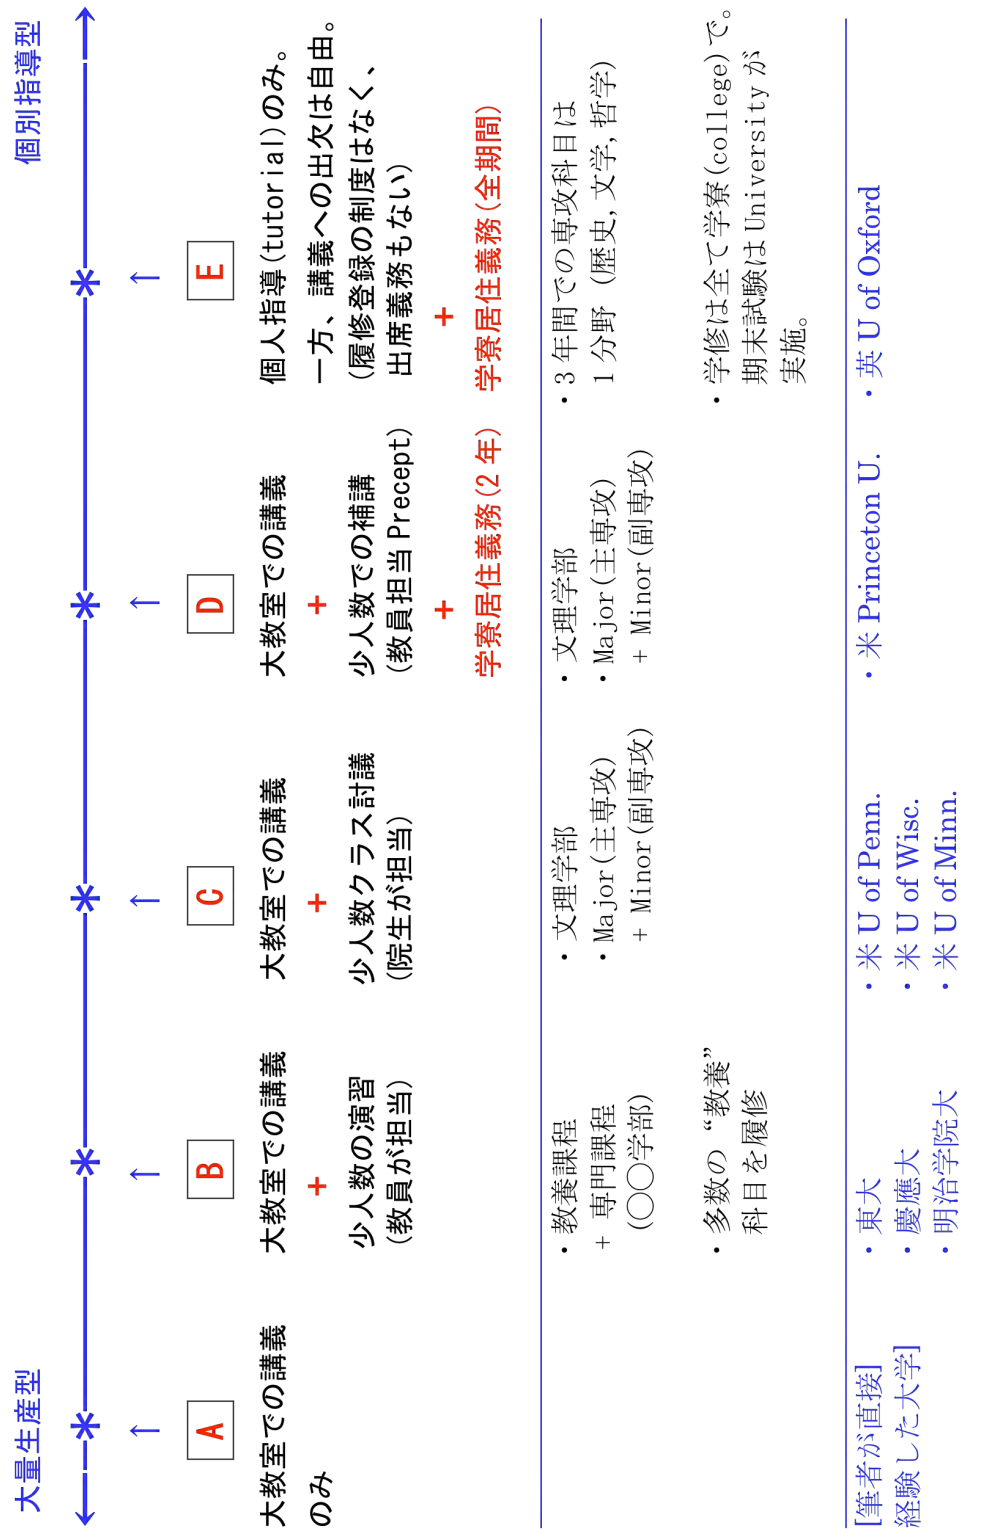 大量生産型
個別指導型
* * * * *
↑ ↑ ↑ ↑ ↑
A
大教室での講義
のみ
B
大教室での講義
+
少人数の演習
(教員が担当)
C
大教室での講義
+
少人数クラス討議
(院生が担当)
D
大教室での講義
+
少人数での補講
(教員担当 Precept)
+
学寮居住義務(2 年)
E
個人指導(tutorial)のみ。
一方、講義への出欠は自由。
(履修登録の制度はなく、
出席義務もない)
+
学寮居住義務(全期間)
・教養課程
+ 専門課程
(〇〇学部)
・多数の “教養”
科目を履修
・文理学部
・Major(主専攻)
+ Minor(副専攻)
・文理学部
・Major(主専攻)
+ Minor(副専攻)
・3 年間での専攻科目は
1 分野 (歴史, 文学, 哲学)
・学修は全て学寮(college)で。
期末試験は University が
実施。
[筆者が直接]
経験した大学]
・東大
・慶應大
・明治学院大
・米 U of Penn.
・米 U of Wisc.
・米 U of Minn.
・米 Princeton U.
・英 U of Oxford